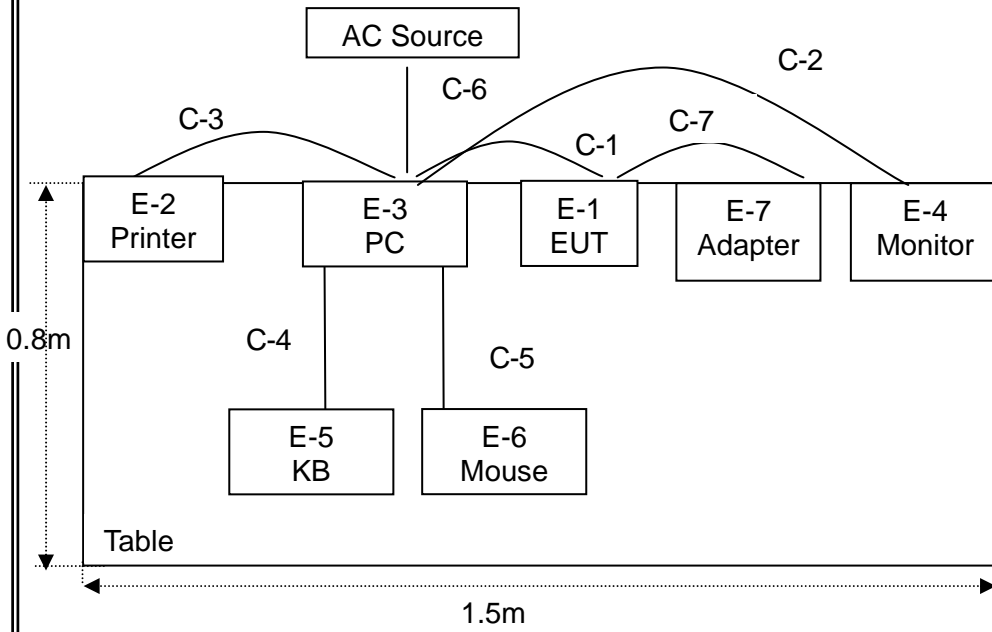 AC Source
C-2
C-6
C-3
C-7
C-1
E-2
Printer
E-3
PC
E-1
EUT
E-7
Adapter
E-4
Monitor
0.8m
C-4
C-5
E-5
KB
E-6
Mouse
Table
1.5m